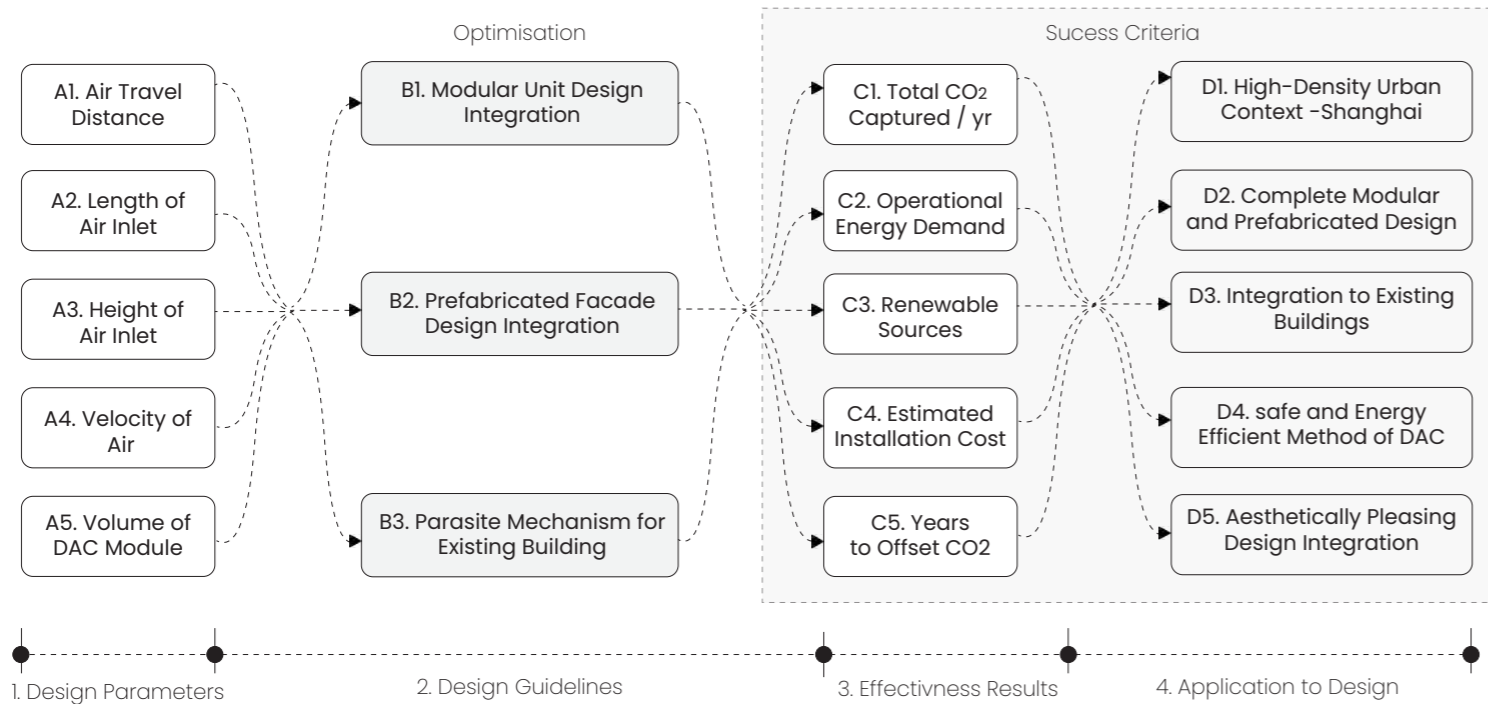 Optimisation
Sucess Criteria
A1. Air Travel
Distance
A2. Length of
Air Inlet
A3. Height of
Air Inlet
A4. Velocity of
Air
A5. Volume of
DAC Module
B1. Modular Unit Design
Integration
B2. Prefabricated Facade
Design Integration
B3. Parasite Mechanism for
Existing Building
C1. Total CO2
Captured / yr
C2. Operational
Energy Demand
C3. Renewable
Sources
C4. Estimated
Installation Cost
C5. Years
to Offset CO2
D1. High-Density Urban
Context -Shanghai
D2. Complete Modular
and Prefabricated Design
D3. Integration to Existing
Buildings
D4. safe and Energy
Efficient Method of DAC
D5. Aesthetically Pleasing
Design Integration
1. Design Parameters
2. Design Guidelines
3. Effectivness Results
4. Application to Design